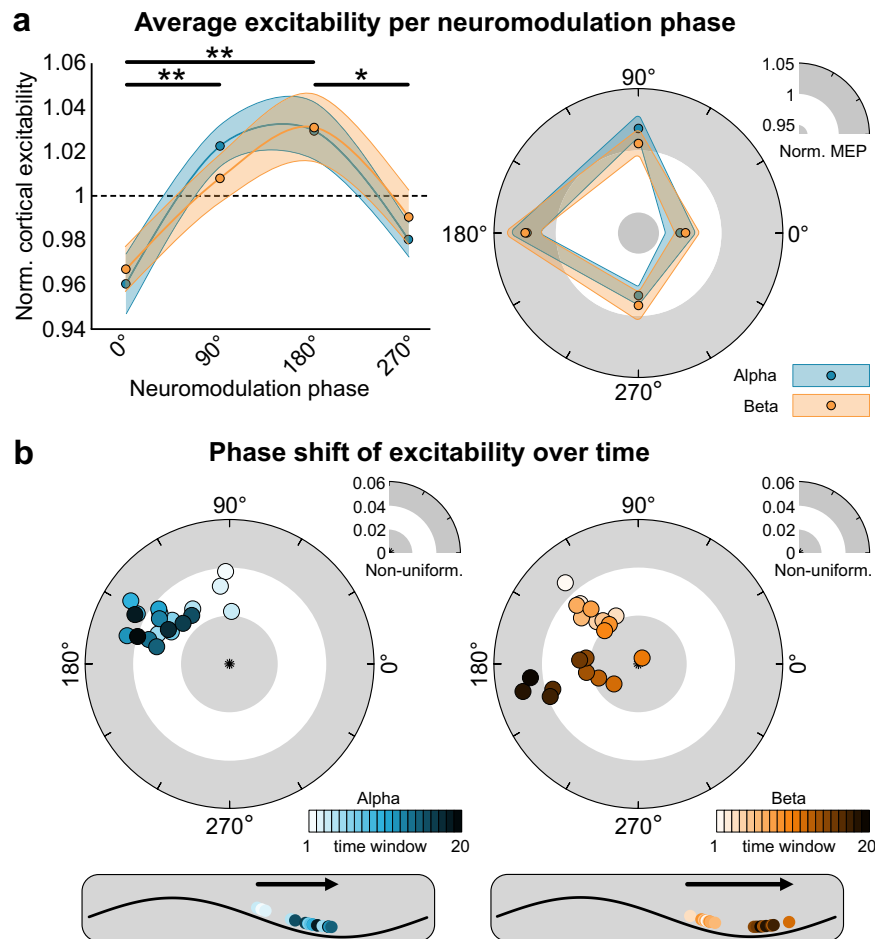 a Average excitability per neuromodulation phase
1.06
1.04
1.02
1
0.98
0.96
0.94
Norm. cortical excitability
**
**
*
0°
90°
180°
270°
Neuromodulation phase
90°
180°
0°
270°
1.05
1
0.95
Norm. MEP
Alpha
Beta
b Phase shift of excitability over time
90°
180°
0°
270°
0.06
0.04
0.02
0
Non-uniform.
Alpha
1 time window 20
90°
180°
0°
270°
0.06
0.04
0.02
0
Non-uniform.
Beta
1 time window 20